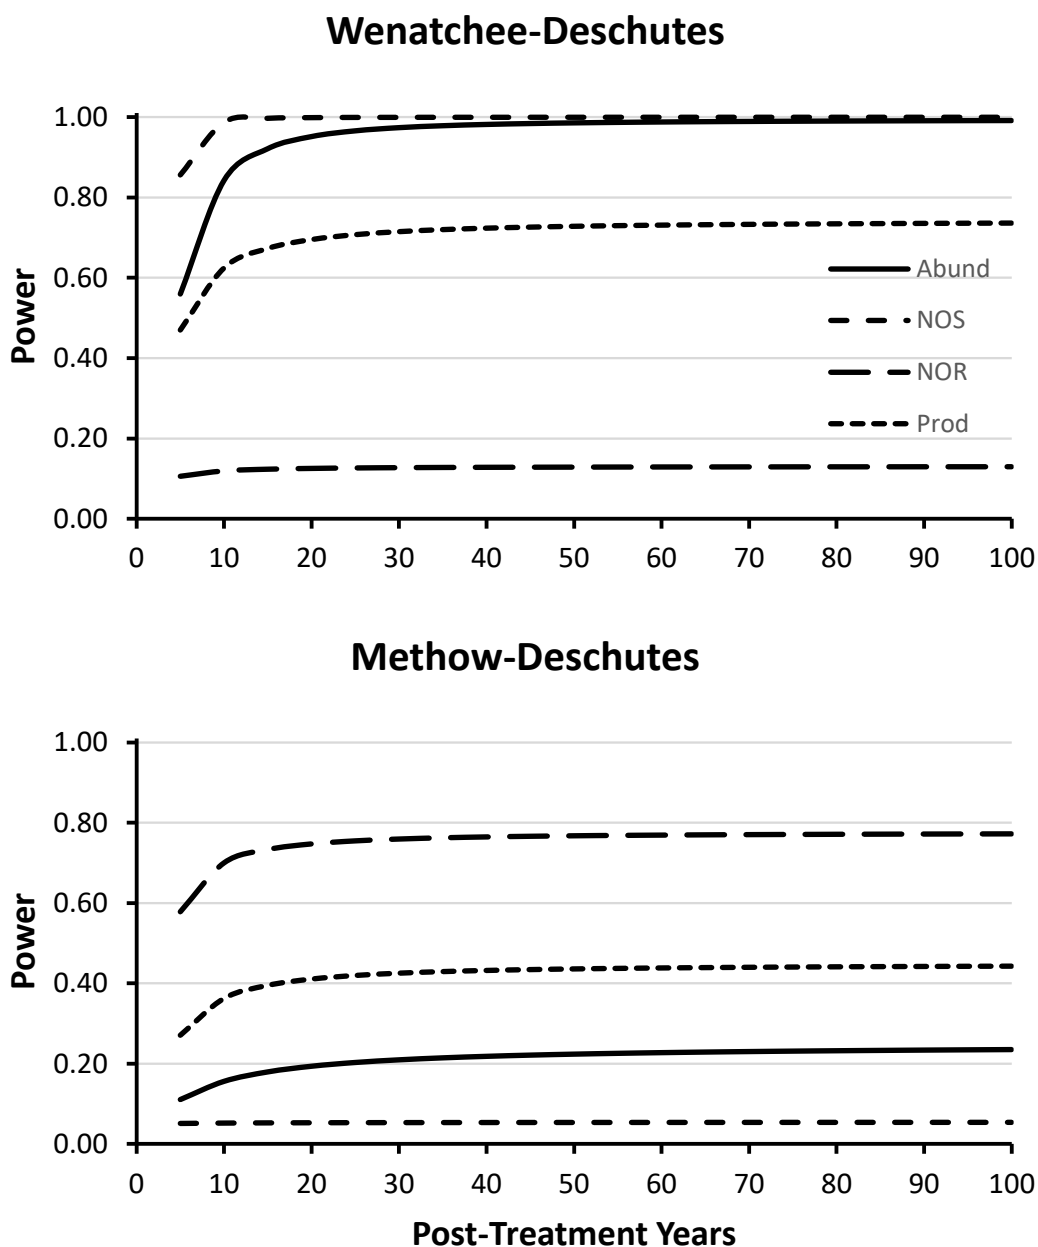 Wenatchee-Deschutes
1.00
0.80
0.60
0.40
0.20
0.00
Power
Abund
NOS
NOR
Prod
0 10 20 30 40 50 60 70 80 90 100
Methow-Deschutes
1.00
0.80
0.60
0.40
0.20
0.00
Power
0 10 20 30 40 50 60 70 80 90 100
Post-Treatment Years